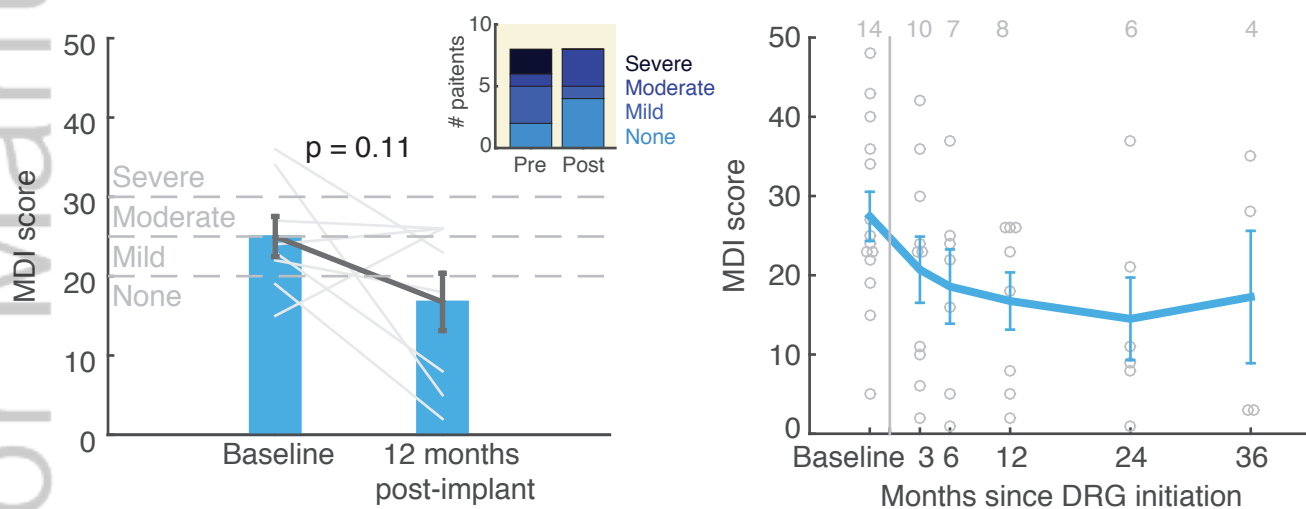 50
40
30
20
10
0
MDI score
Severe
Moderate
Mild
None
p = 0.11
Baseline
12 months
post-implant
10
5
0
# paitents
Pre Post
Severe
Moderate
Mild
None
14 10 7 8 6 4
50
40
30
20
10
0
MDI score
Baseline 3 6 12 24 36
Months since DRG initiation